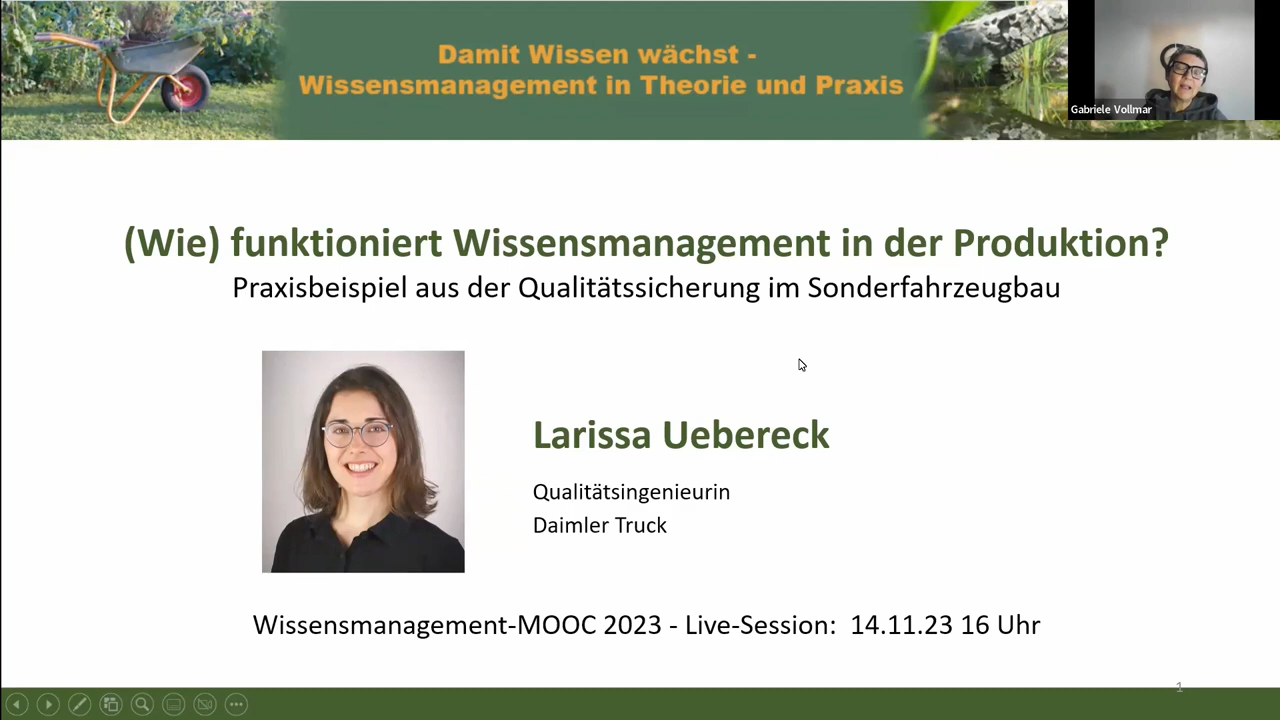 Damit Wissen wächst -
Wissensmanagement in Theorie und Praxis
Gabriele Vollmar
(Wie) funktioniert Wissensmanagement in der Produktion?
Praxisbeispiel aus der Qualitätssicherung im Sonderfahrzeugbau
Larissa Uebereck
Qualitätsingenieurin
Daimler Truck
Wissensmanagement-MOOC 2023 - Live-Session: 14.11.23 16 Uhr
1